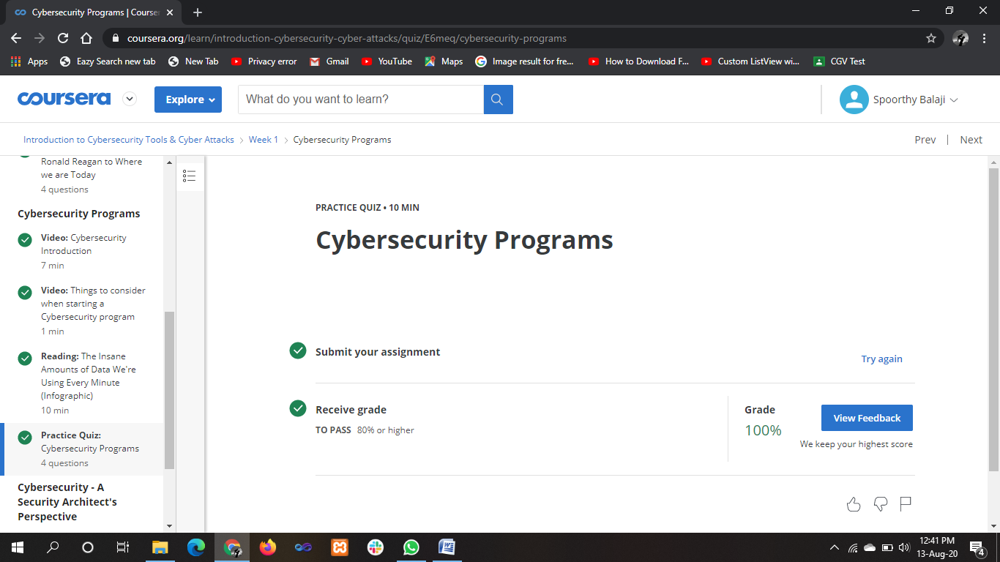 Cybersecurity Programs | Courser
coursera.org/learn/introduction-cybersecurity-cyber-attacks/quiz/E6meq/cybersecurity-programs
Apps
Eazy Search new tab
New Tab
Privacy error
Gmail
YouTube
Maps
Image result for fre...
How to Download F...
Custom ListView wi...
CGV Test
coursera
Explore
What do you want to learn?
Spoorthy Balaji
Introduction to Cybersecurity Tools & Cyber Attacks
Week 1
Cybersecurity Programs
Prev | Next
Ronald Reagan to Where
we are Today
4 questions
Cybersecurity Programs
Video: Cybersecurity
Introduction
7 min
Video: Things to consider
when starting a
Cybersecurity program
1 min
Reading: The Insane
Amounts of Data We're
Using Every Minute
(Infographic)
10 min
Practice Quiz:
Cybersecurity Programs
4 questions
Cybersecurity - A
Security Architect's
Perspective
PRACTICE QUIZ • 10 MIN
Cybersecurity Programs
Submit your assignment
Try again
Receive grade
TO PASS 80% or higher
Grade
100%
View Feedback
We keep your highest score
12:41 PM
13-Aug-20
4